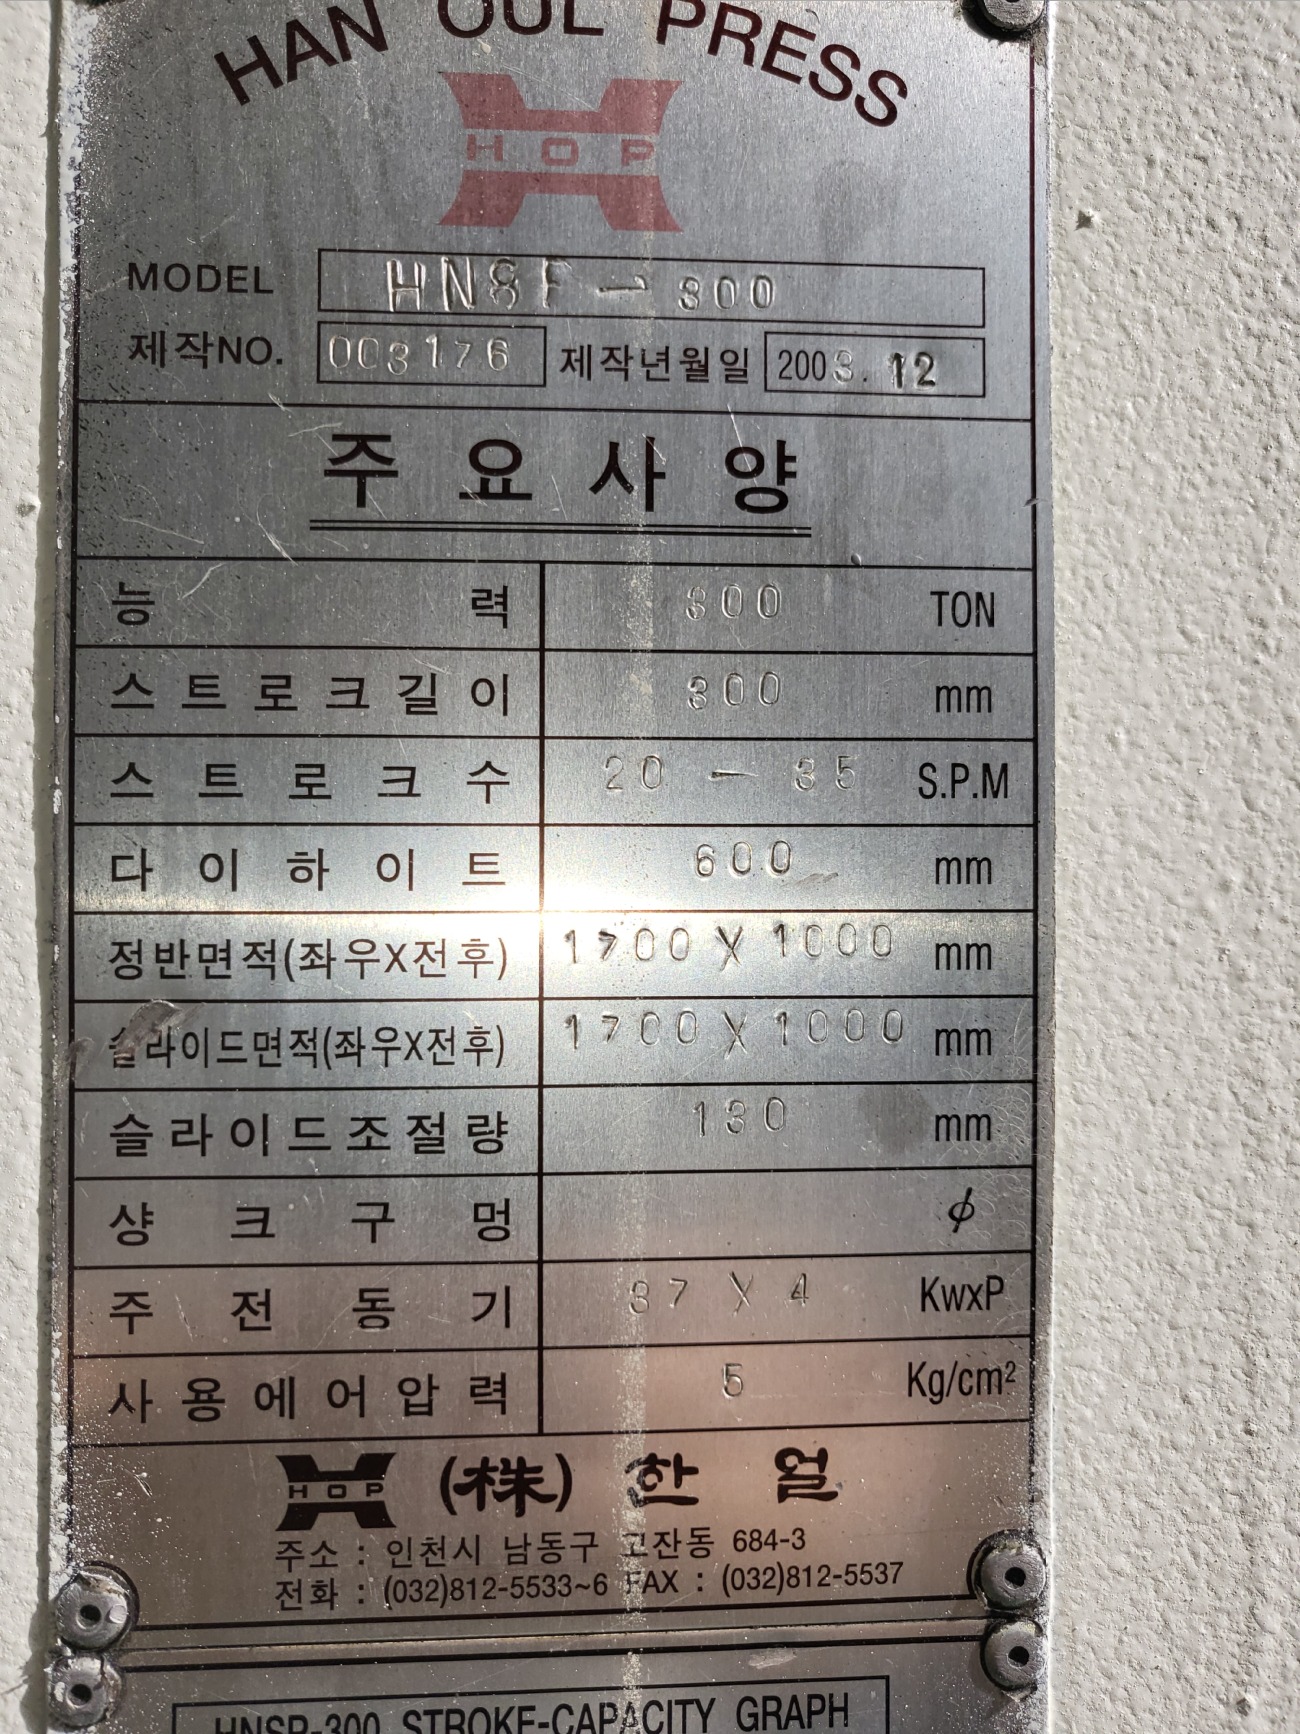 HAN OUL PRESS
HOP
MODEL HNSF-300
제작NO. 003176 제작년월일 2003.12
주요사양
능력 300 TON
스트로크길이 300 mm
스트로크수 20 - 35 S.P.M
다이하이트 600 mm
정반면적(좌우X전후) 1700 X 1000 mm
슬라이드면적(좌우X전후) 1700 X 1000 mm
슬라이드조절량 130 mm
샹크구멍 ϕ
주전동기 37 X 4 KwxP
사용에어압력 5 Kg/cm²
HOP (株) 한얼
주소 : 인천시 남동구 고잔동 684-3
전화 : (032)812-5533~6 FAX : (032)812-5537
HNSP-300 STROKE-CAPACITY GRAPH